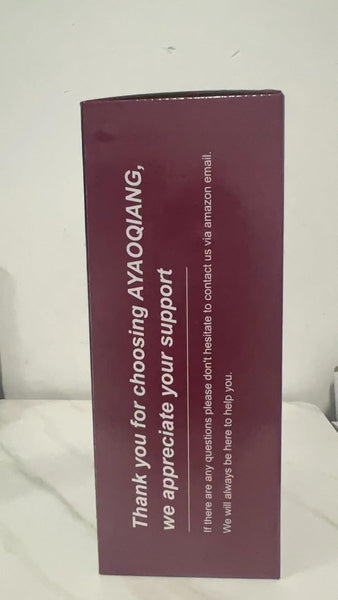 Thank you for choosing AYAOQIANG,
we appreciate your support
If there are any questions please don't hesitate to contact us via amazon email.
We will always be here to help you.